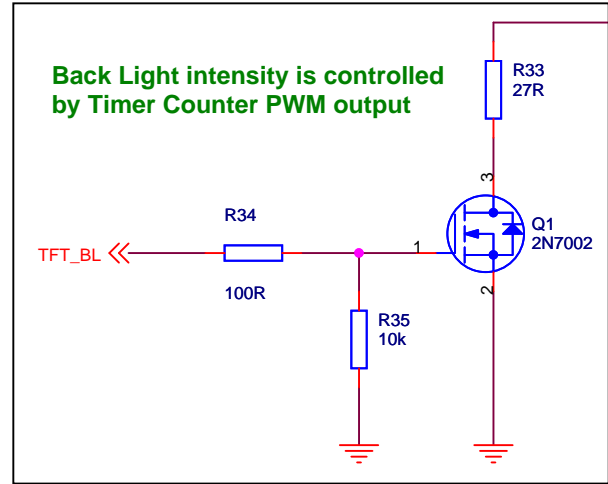 Back Light intensity is controlled
by Timer Counter PWM output
R33
27R
3
R34
Q1
2N7002
1
TFT_BL
100R
2
R35
10k